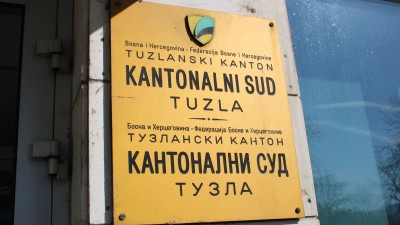 Bosna i Hercegovina - Federacija Bosne i Hercegovine
TUZLANSKI KANTON
KANTONALNI SUD
TUZLA
Босна и Херцеговина - Федерација Босне и Херцеговине
ТУЗЛАНСКИ КАНТОН
КАНТОНАЛНИ СУД
ТУЗЛА